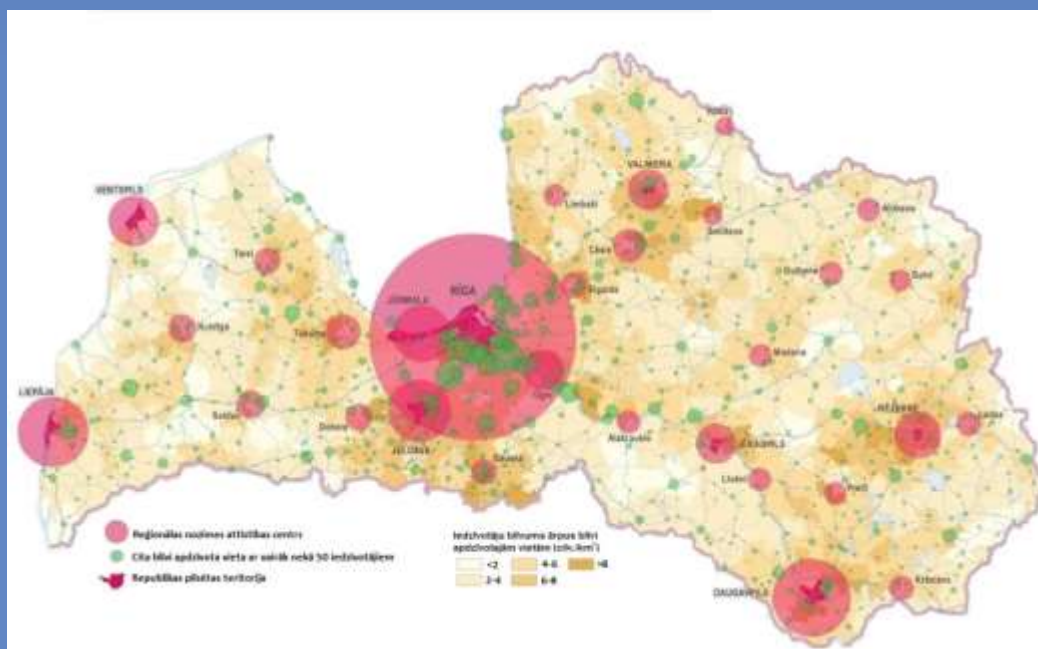 VALMIERA
VENTSPILS
Limbaži
Smiltene
Alūksne
Cēsis
Talsi
Gulbene
Balvi
Sigulda
RĪGA
JŪRMALA
Kuldīga
Tukums
Madona
LIEPĀJA
Saldus
Dobele
Aizkraukle
JĒKABPILS
RĒZEKNE
Ludza
JELGAVA
Bauska
Līvāni
Preiļi
Reģionālas nozīmes attīstības centrs
Cita blīvi apdzīvota vieta ar vairāk nekā 50 iedzīvotājiem
Republikas pilsētas teritorija
Iedzīvotāju blīvums ārpus blīvi
apdzīvotajām vietām (cilv./km²)
<2
4-6
>8
2-4
6-8
DAUGAVPILS
Krāslava